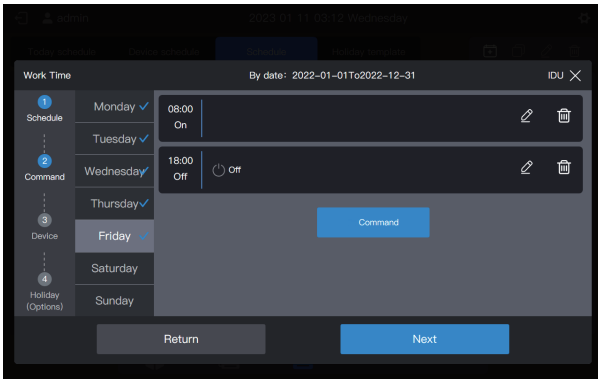 admin
2023-01-11 03:12 Wednesday
Today schedule
Device schedule
Schedule
Holiday template
Work Time
By date: 2022-01-01To2022-12-31
IDU
1
Schedule
2
Command
3
Device
4
Holiday
(Options)
Monday
Tuesday
Wednesday
Thursday
Friday
Saturday
Sunday
08:00
On
18:00
Off
Off
Command
Return
Next